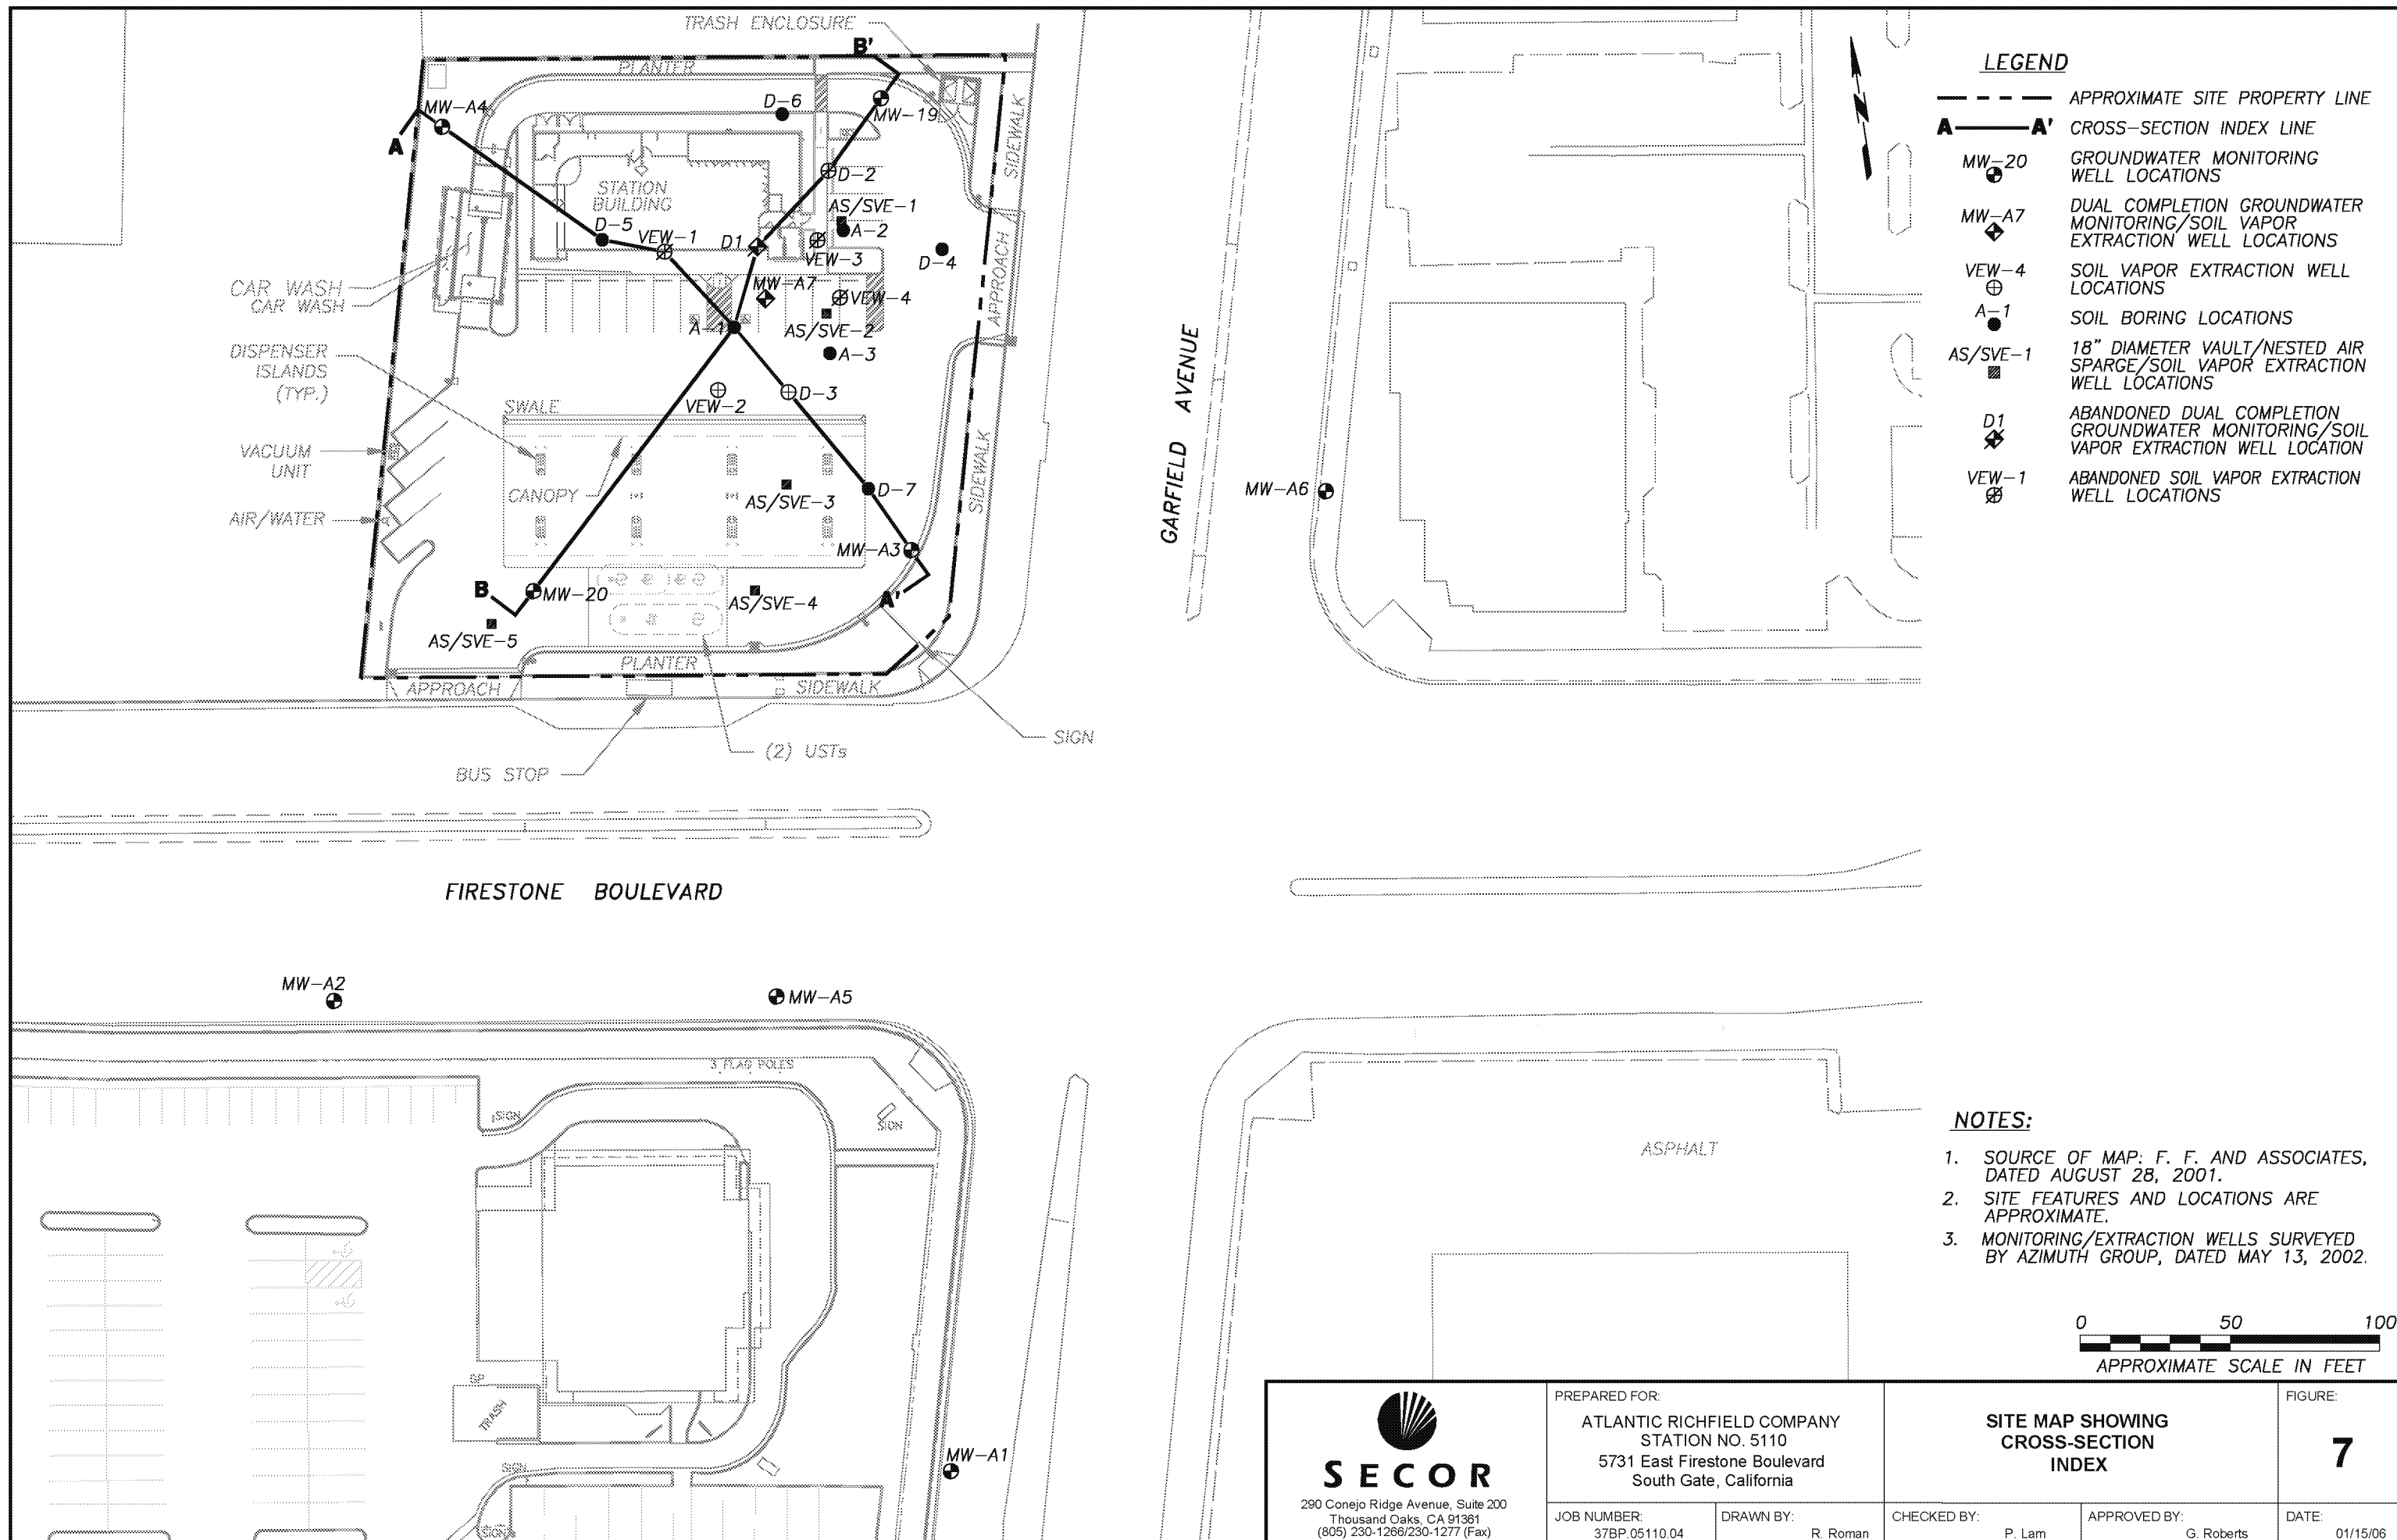 TRASH ENCLOSURE
B'
PLANTER
MW-A4
D-6
MW-19
SIDEWALK
A
D-2
STATION
BUILDING
AS/SVE-1
A-2
D-5
VEW-1
D1
VEW-3
D-4
APPROACH
CAR WASH
CAR WASH
MW-A7
VEW-4
A-1
AS/SVE-2
A-3
DISPENSER
ISLANDS
(TYP.)
D-3
VEW-2
SWALE
SIDEWALK
VACUUM
UNIT
CANOPY
AS/SVE-3
D-7
AIR/WATER
MW-A3
B
MW-20
AS/SVE-4
A'
AS/SVE-5
PLANTER
APPROACH
SIDEWALK
SIGN
(2) USTs
BUS STOP
GARFIELD AVENUE
MW-A6
FIRESTONE BOULEVARD
MW-A2
MW-A5
3 FLAG POLES
SIGN
SIGN
ASPHALT
GP
TRASH
SIGN
SIGNS
MW-A1
LEGEND
APPROXIMATE SITE PROPERTY LINE
A A' CROSS-SECTION INDEX LINE
MW-20 GROUNDWATER MONITORING
WELL LOCATIONS
MW-A7 DUAL COMPLETION GROUNDWATER
MONITORING/SOIL VAPOR
EXTRACTION WELL LOCATIONS
VEW-4 SOIL VAPOR EXTRACTION WELL
LOCATIONS
A-1 SOIL BORING LOCATIONS
AS/SVE-1 18" DIAMETER VAULT/NESTED AIR
SPARGE/SOIL VAPOR EXTRACTION
WELL LOCATIONS
D1 ABANDONED DUAL COMPLETION
GROUNDWATER MONITORING/SOIL
VAPOR EXTRACTION WELL LOCATION
VEW-1 ABANDONED SOIL VAPOR EXTRACTION
WELL LOCATIONS
NOTES:
1. SOURCE OF MAP: F. F. AND ASSOCIATES,
DATED AUGUST 28, 2001.
2. SITE FEATURES AND LOCATIONS ARE
APPROXIMATE.
3. MONITORING/EXTRACTION WELLS SURVEYED
BY AZIMUTH GROUP, DATED MAY 13, 2002.
0 50 100
APPROXIMATE SCALE IN FEET
SECOR
290 Conejo Ridge Avenue, Suite 200
Thousand Oaks, CA 91361
(805) 230-1266/230-1277 (Fax)
PREPARED FOR:
ATLANTIC RICHFIELD COMPANY
STATION NO. 5110
5731 East Firestone Boulevard
South Gate, California
SITE MAP SHOWING
CROSS-SECTION
INDEX
FIGURE:
7
JOB NUMBER:
37BP.05110.04
DRAWN BY:
R. Roman
CHECKED BY:
P. Lam
APPROVED BY:
G. Roberts
DATE:
01/15/06